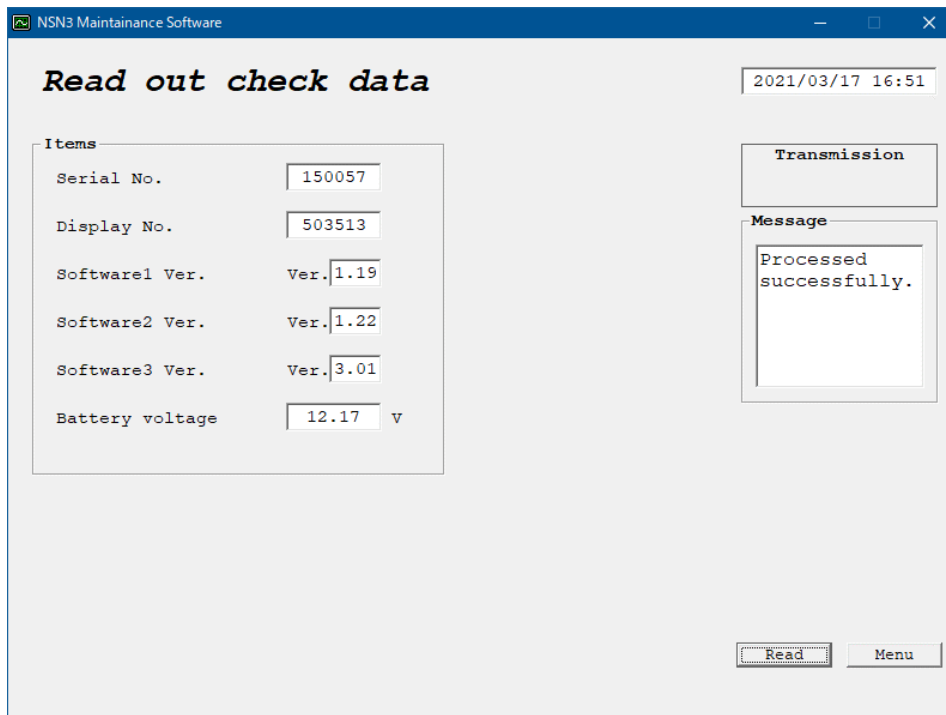 NSN3 Maintainance Software
Read out check data
2021/03/17 16:51
Items
Serial No. 150057
Display No. 503513
Software1 Ver. Ver. 1.19
Software2 Ver. Ver. 1.22
Software3 Ver. Ver. 3.01
Battery voltage 12.17 V
Transmission
Message
Processed
successfully.
Read
Menu